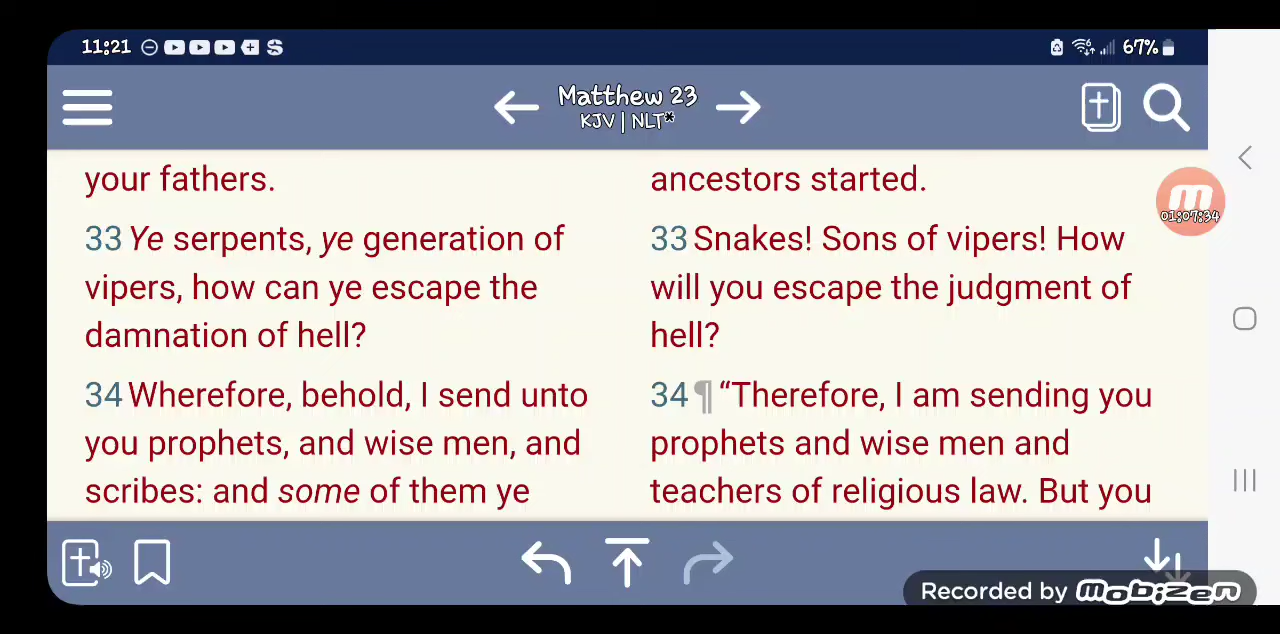 11:21
67%
Matthew 23
KJV | NLT*
your fathers.
33 Ye serpents, ye generation of
vipers, how can ye escape the
damnation of hell?
34 Wherefore, behold, I send unto
you prophets, and wise men, and
scribes: and some of them ye
ancestors started.
33 Snakes! Sons of vipers! How
will you escape the judgment of
hell?
34 ¶ “Therefore, I am sending you
prophets and wise men and
teachers of religious law. But you
01:07:34
Recorded by mobizen